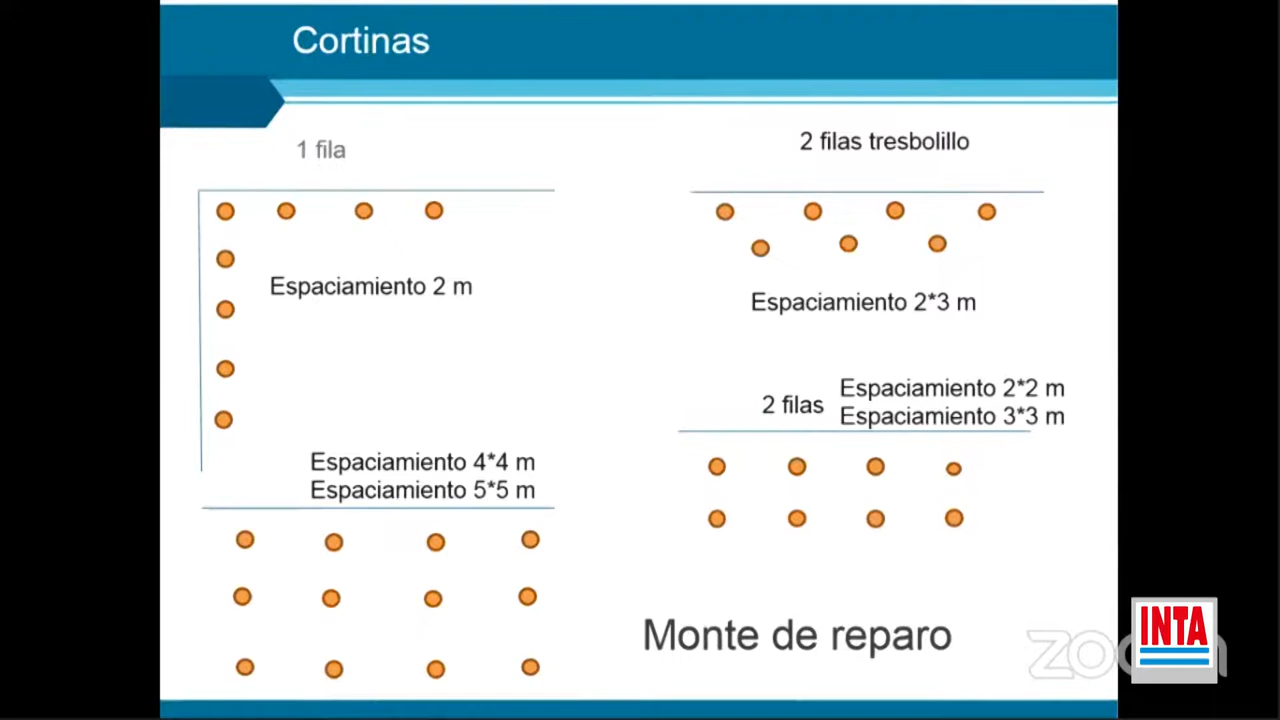 Cortinas
1 fila
2 filas tresbolillo
Espaciamiento 2 m
Espaciamiento 2*3 m
2 filas
Espaciamiento 2*2 m
Espaciamiento 3*3 m
Espaciamiento 4*4 m
Espaciamiento 5*5 m
Monte de reparo
zoom
INTA